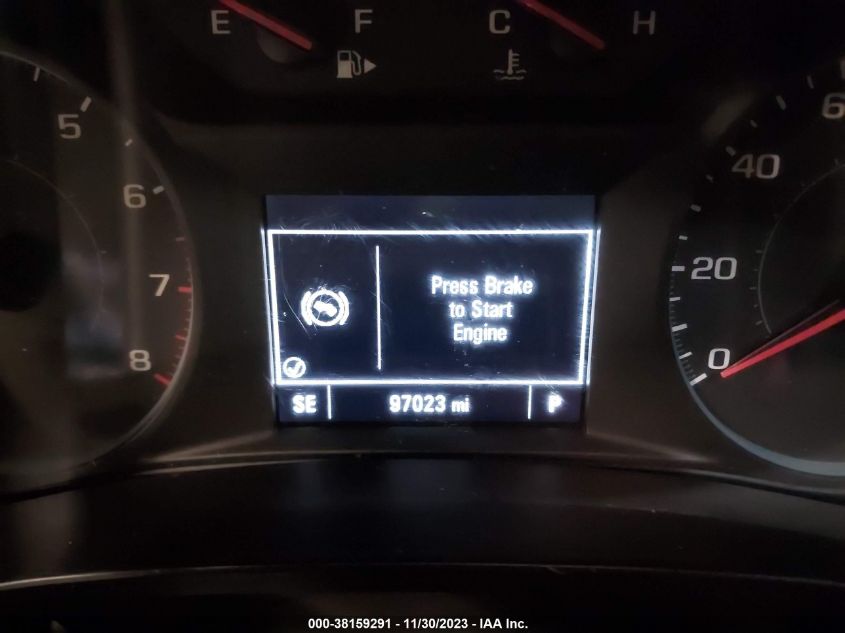 E F C H
5
6
7
8
60
40
20
0
Press Brake
to Start
Engine
SE 97023 mi P
000-38159291 - 11/30/2023 - IAA Inc.